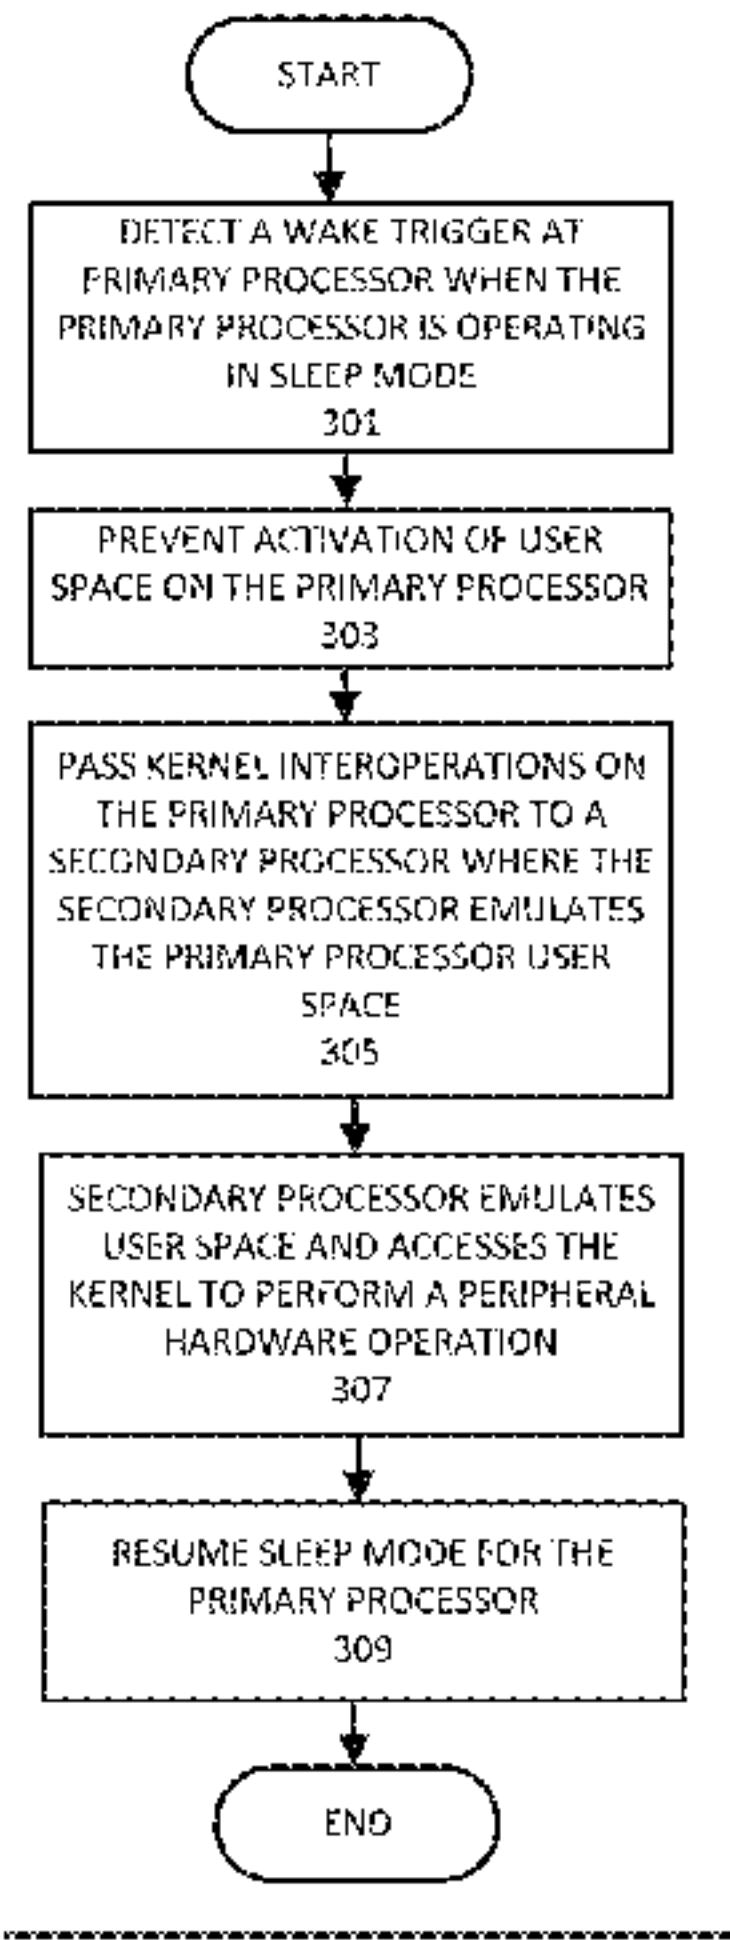 START
DETECT A WAKE TRIGGER AT
PRIMARY PROCESSOR WHEN THE
PRIMARY PROCESSOR IS OPERATING
IN SLEEP MODE
301
PREVENT ACTIVATION OF USER
SPACE ON THE PRIMARY PROCESSOR
303
PASS KERNEL INTEROPERATIONS ON
THE PRIMARY PROCESSOR TO A
SECONDARY PROCESSOR WHERE THE
SECONDARY PROCESSOR EMULATES
THE PRIMARY PROCESSOR USER
SPACE
305
SECONDARY PROCESSOR EMULATES
USER SPACE AND ACCESSES THE
KERNEL TO PERFORM A PERIPHERAL
HARDWARE OPERATION
307
RESUME SLEEP MODE FOR THE
PRIMARY PROCESSOR
309
END